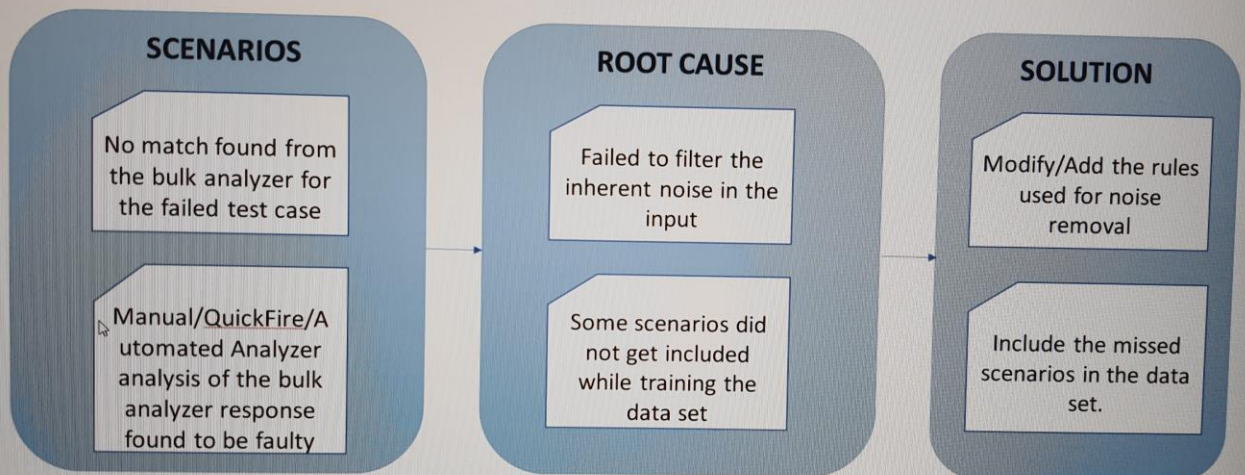 SCENARIOS
No match found from
the bulk analyzer for
the failed test case
Manual/QuickFire/A
utomated Analyzer
analysis of the bulk
analyzer response
found to be faulty
ROOT CAUSE
Failed to filter the
inherent noise in the
input
Some scenarios did
not get included
while training the
data set
SOLUTION
Modify/Add the rules
used for noise
removal
Include the missed
scenarios in the data
set.